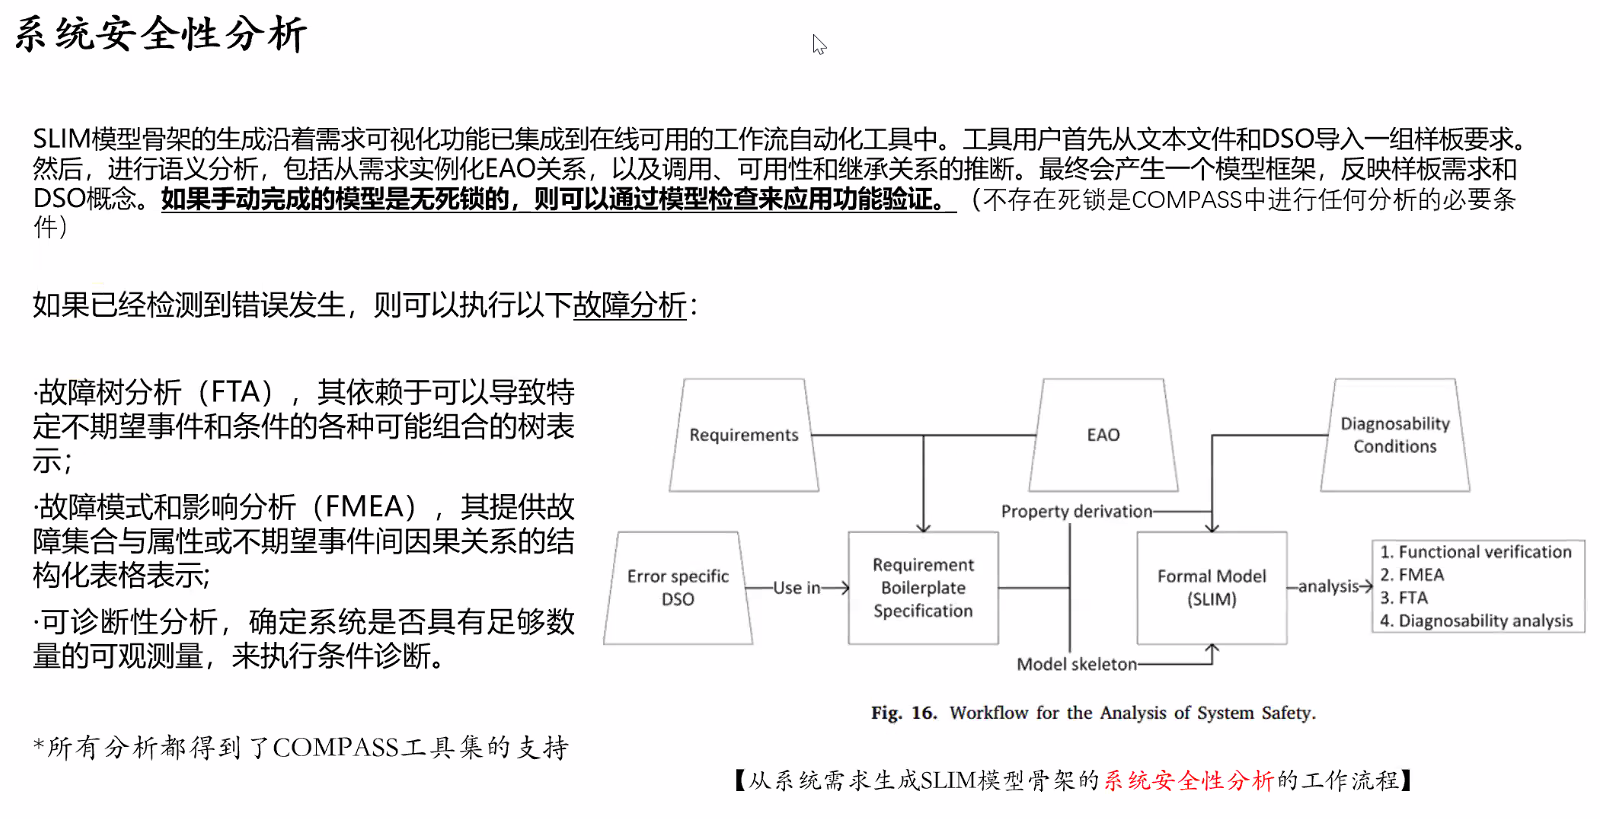 系统安全性分析
SLIM模型骨架的生成沿着需求可视化功能已集成到在线可用的工作流自动化工具中。工具用户首先从文本文件和DSO导入一组样板要求。
然后，进行语义分析，包括从需求实例化EAO关系，以及调用、可用性和继承关系的推断。最终会产生一个模型框架，反映样板需求和
DSO概念。如果手动完成的模型是无死锁的，则可以通过模型检查来应用功能验证。（不存在死锁是COMPASS中进行任何分析的必要条
件）
如果已经检测到错误发生，则可以执行以下故障分析：
·故障树分析（FTA），其依赖于可以导致特
定不期望事件和条件的各种可能组合的树表
示；
·故障模式和影响分析（FMEA），其提供故
障集合与属性或不期望事件间因果关系的结
构化表格表示;
·可诊断性分析，确定系统是否具有足够数
量的可观测量，来执行条件诊断。
*所有分析都得到了COMPASS工具集的支持
Requirements
EAO
Diagnosability
Conditions
Property derivation
Error specific
DSO
Use in
Requirement
Boilerplate
Specification
Formal Model
(SLIM)
analysis
1. Functional verification
2. FMEA
3. FTA
4. Diagnosability analysis
Model skeleton
Fig. 16. Workflow for the Analysis of System Safety.
【从系统需求生成SLIM模型骨架的系统安全性分析的工作流程】